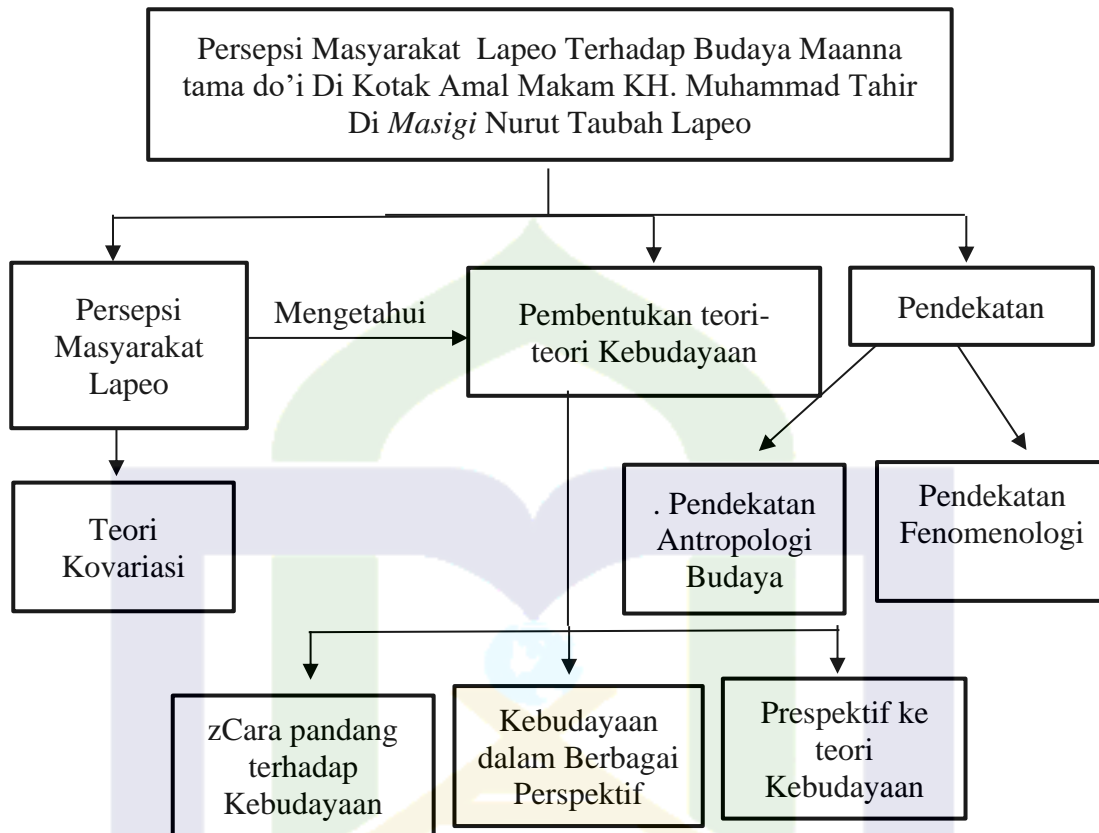 Persepsi Masyarakat Lapeo Terhadap Budaya Maanna
tama do’i Di Kotak Amal Makam KH. Muhammad Tahir
Di Masigi Nurut Taubah Lapeo
Persepsi
Masyarakat
Lapeo
Mengetahui
Pembentukan teori-
teori Kebudayaan
Pendekatan
Teori
Kovariasi
. Pendekatan
Antropologi
Budaya
Pendekatan
Fenomenologi
zCara pandang
terhadap
Kebudayaan
Kebudayaan
dalam Berbagai
Perspektif
Prespektif ke
teori
Kebudayaan